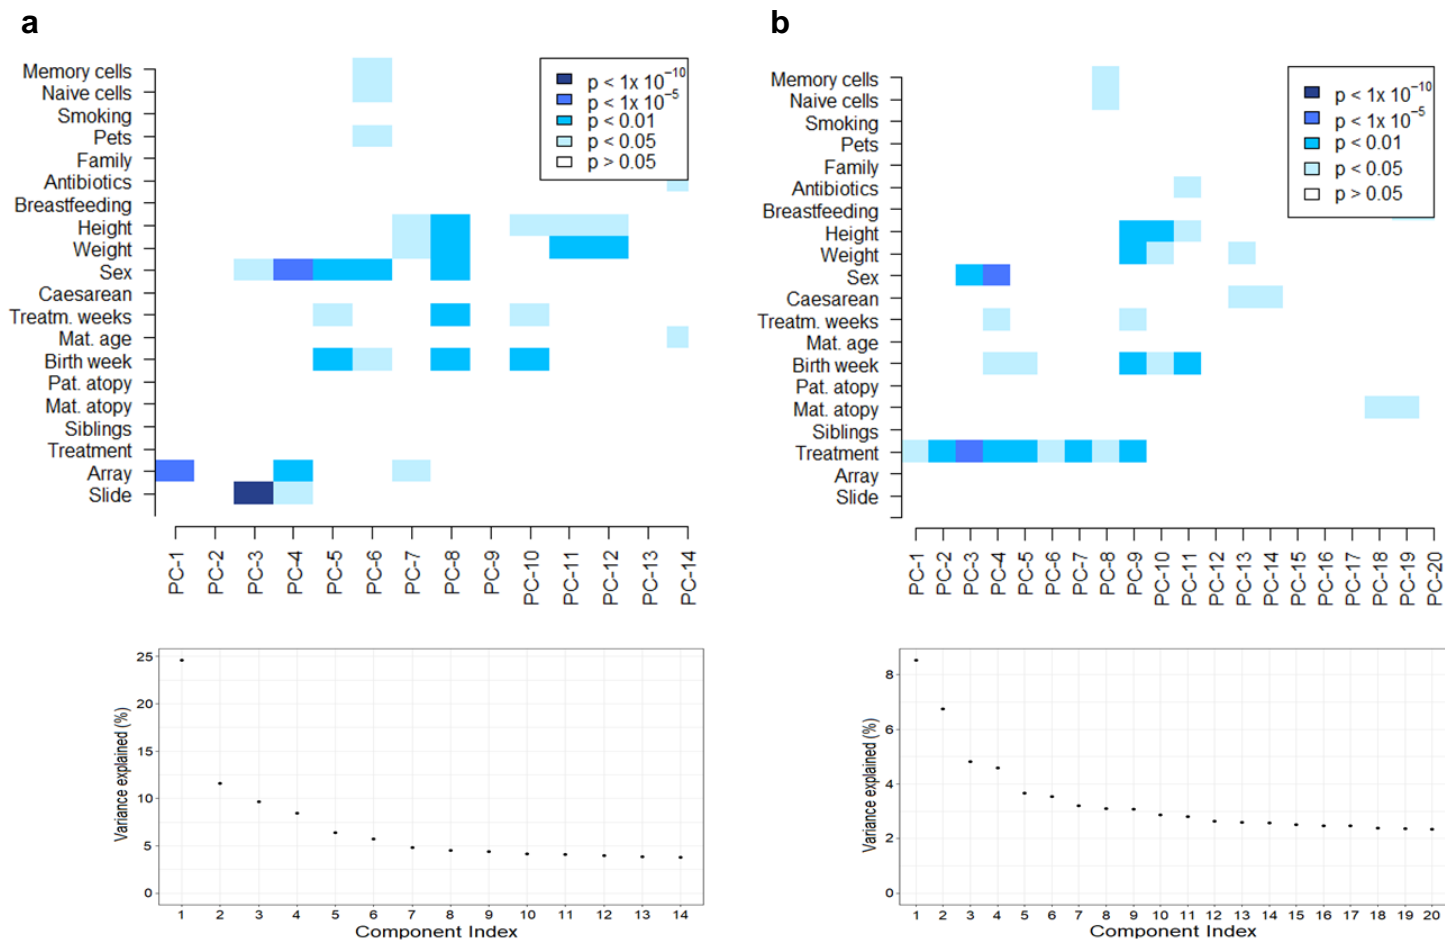 a
Memory cells
Naive cells
Smoking
Pets
Family
Antibiotics
Breastfeeding
Height
Weight
Sex
Caesarean
Treatm. weeks
Mat. age
Birth week
Pat. atopy
Mat. atopy
Siblings
Treatment
Array
Slide
p < 1x 10⁻¹⁰
p < 1x 10⁻⁵
p < 0.01
p < 0.05
p > 0.05
PC-1
PC-2
PC-3
PC-4
PC-5
PC-6
PC-7
PC-8
PC-9
PC-10
PC-11
PC-12
PC-13
PC-14
Variance explained (%)
25
20
15
10
5
0
1 2 3 4 5 6 7 8 9 10 11 12 13 14
Component Index
b
Memory cells
Naive cells
Smoking
Pets
Family
Antibiotics
Breastfeeding
Height
Weight
Sex
Caesarean
Treatm. weeks
Mat. age
Birth week
Pat. atopy
Mat. atopy
Siblings
Treatment
Array
Slide
p < 1x 10⁻¹⁰
p < 1x 10⁻⁵
p < 0.01
p < 0.05
p > 0.05
PC-1
PC-2
PC-3
PC-4
PC-5
PC-6
PC-7
PC-8
PC-9
PC-10
PC-11
PC-12
PC-13
PC-14
PC-15
PC-16
PC-17
PC-18
PC-19
PC-20
Variance explained (%)
8
6
4
2
0
1 2 3 4 5 6 7 8 9 10 11 12 13 14 15 16 17 18 19 20
Component Index